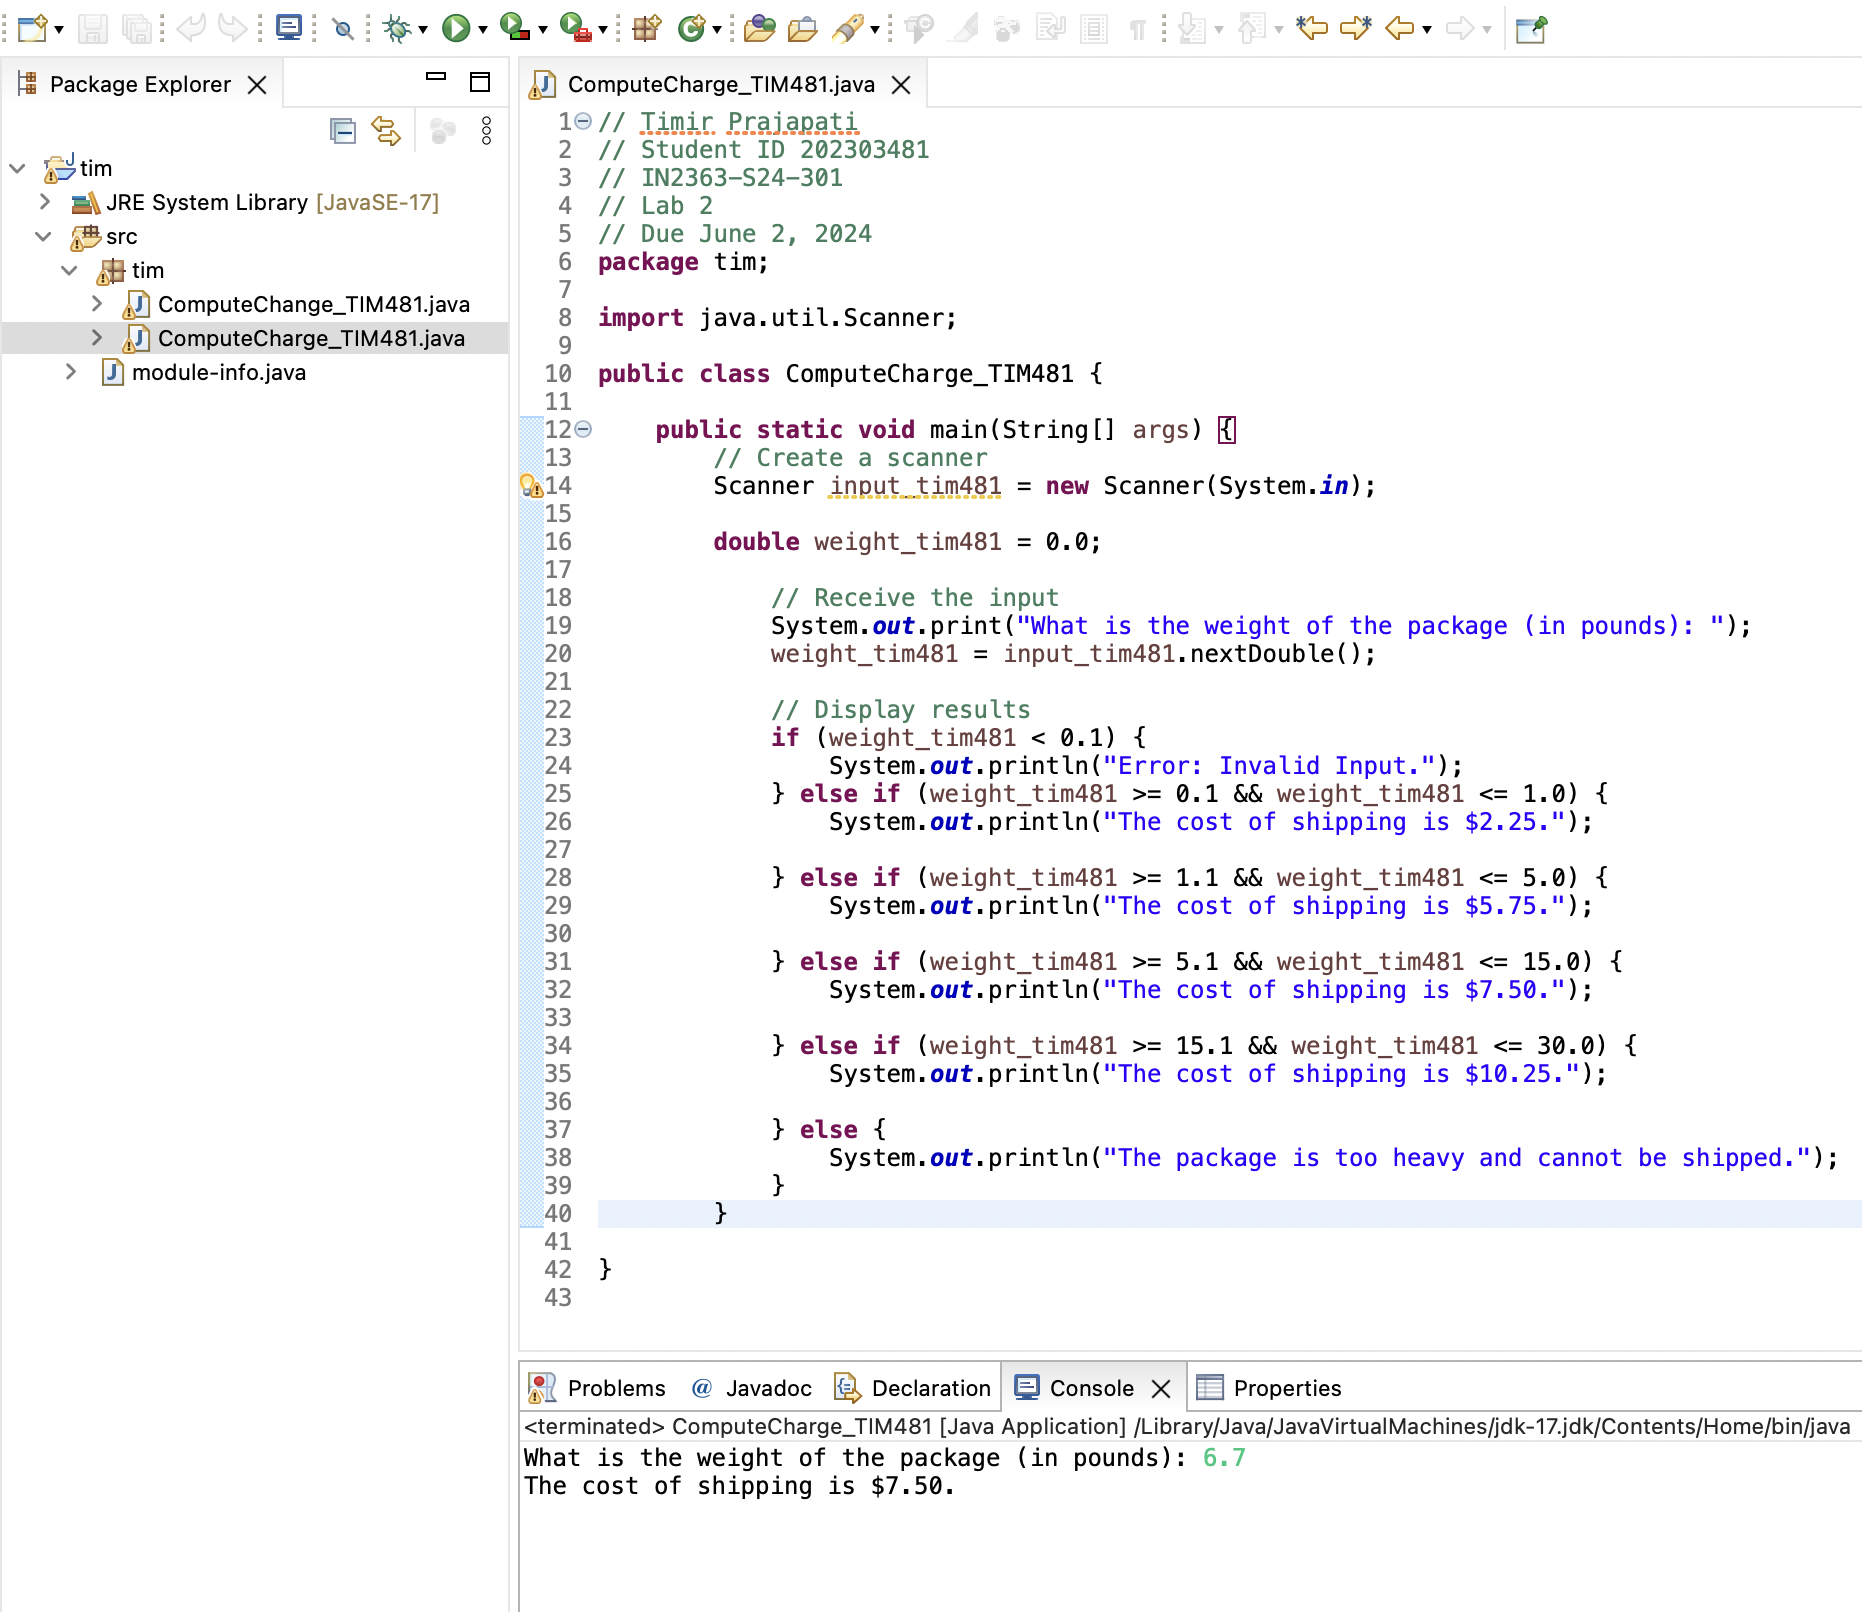 Package Explorer
tim
JRE System Library [JavaSE-17]
src
tim
ComputeChange_TIM481.java
ComputeCharge_TIM481.java
module-info.java
ComputeCharge_TIM481.java
1 // Timir Prajapati
2 // Student ID 202303481
3 // IN2363-S24-301
4 // Lab 2
5 // Due June 2, 2024
6 package tim;
7
8 import java.util.Scanner;
9
10 public class ComputeCharge_TIM481 {
11
12     public static void main(String[] args) {
13         // Create a scanner
14         Scanner input_tim481 = new Scanner(System.in);
15
16         double weight_tim481 = 0.0;
17
18             // Receive the input
19             System.out.print("What is the weight of the package (in pounds): ");
20             weight_tim481 = input_tim481.nextDouble();
21
22             // Display results
23             if (weight_tim481 < 0.1) {
24                 System.out.println("Error: Invalid Input.");
25             } else if (weight_tim481 >= 0.1 && weight_tim481 <= 1.0) {
26                 System.out.println("The cost of shipping is $2.25.");
27
28             } else if (weight_tim481 >= 1.1 && weight_tim481 <= 5.0) {
29                 System.out.println("The cost of shipping is $5.75.");
30
31             } else if (weight_tim481 >= 5.1 && weight_tim481 <= 15.0) {
32                 System.out.println("The cost of shipping is $7.50.");
33
34             } else if (weight_tim481 >= 15.1 && weight_tim481 <= 30.0) {
35                 System.out.println("The cost of shipping is $10.25.");
36
37             } else {
38                 System.out.println("The package is too heavy and cannot be shipped.");
39             }
40         }
41
42 }
43
Problems @ Javadoc Declaration Console Properties
<terminated> ComputeCharge_TIM481 [Java Application] /Library/Java/JavaVirtualMachines/jdk-17.jdk/Contents/Home/bin/java
What is the weight of the package (in pounds): 6.7
The cost of shipping is $7.50.